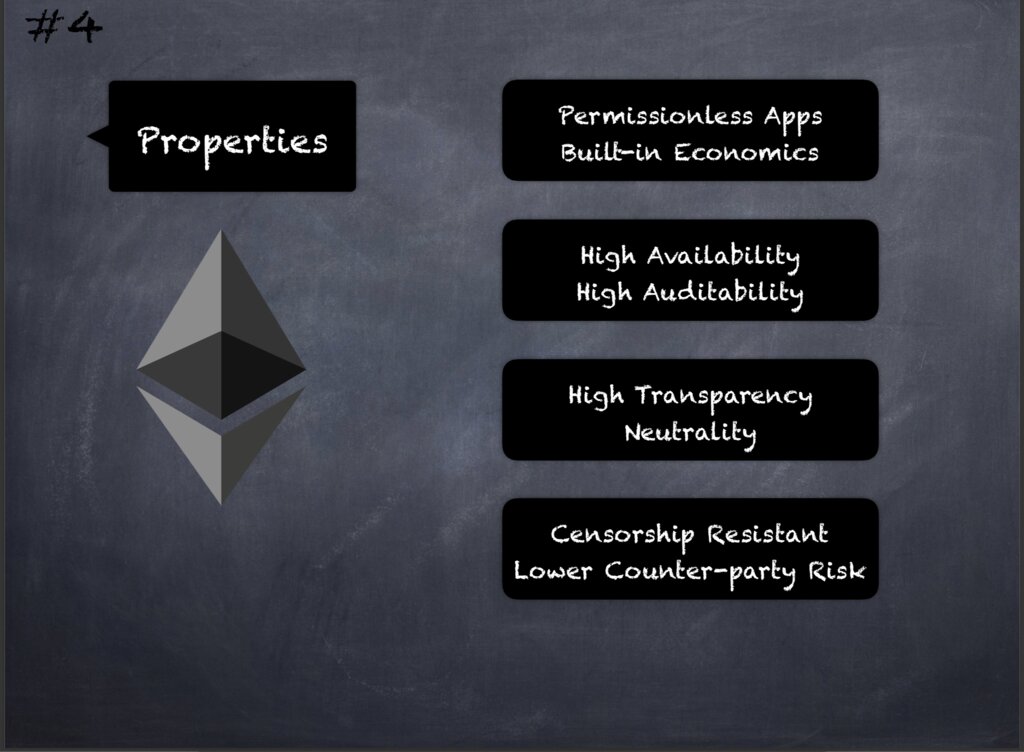 #4
Properties
Permissionless Apps
Built-in Economics
High Availability
High Auditability
High Transparency
Neutrality
Censorship Resistant
Lower Counter-party Risk